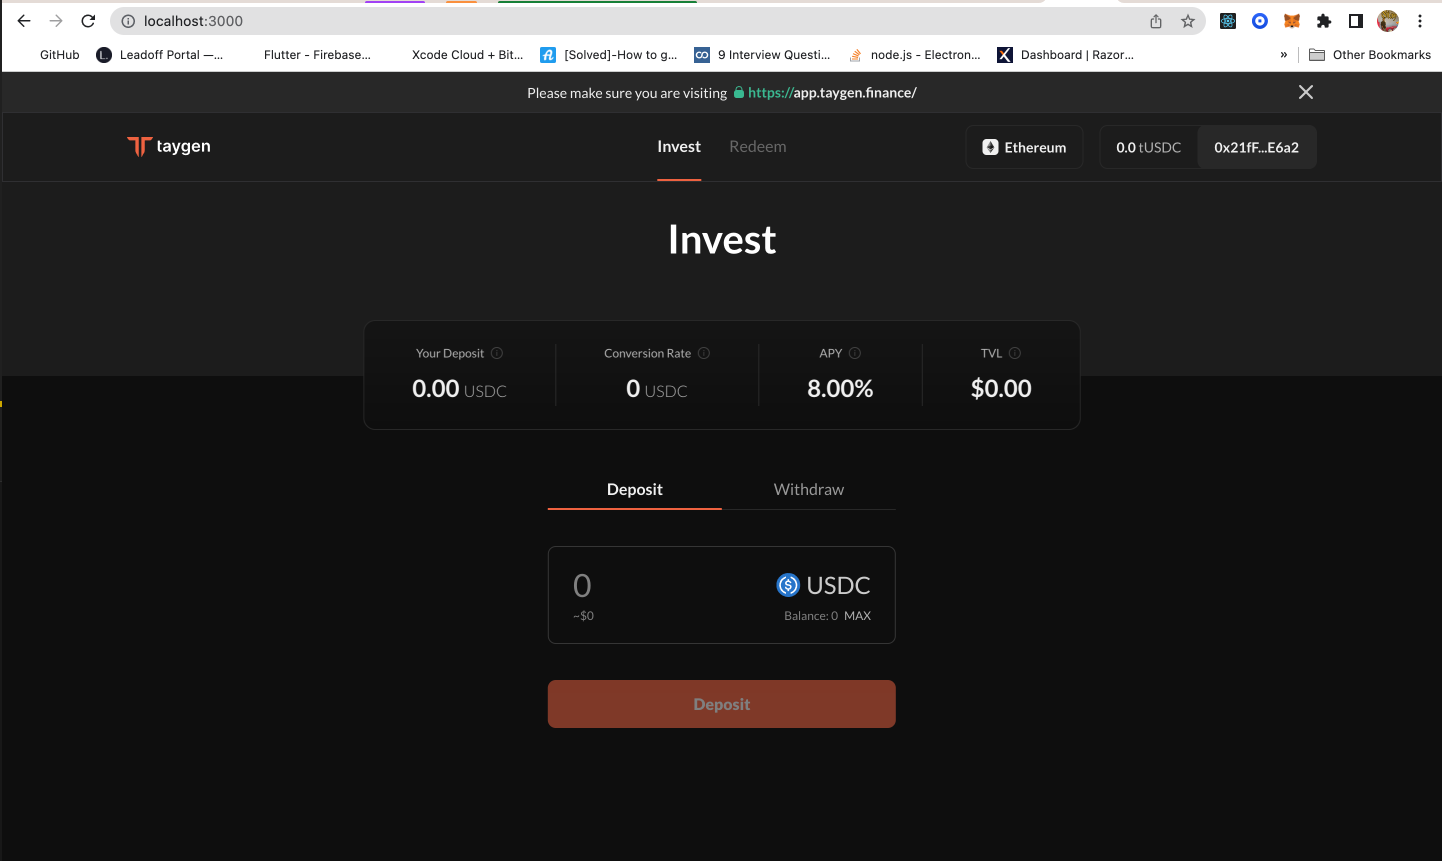 localhost:3000
GitHub
L Leadoff Portal —...
Flutter - Firebase...
Xcode Cloud + Bit...
[Solved]-How to g...
9 Interview Questi...
node.js - Electron...
Dashboard | Razor...
»
Other Bookmarks
Please make sure you are visiting https://app.taygen.finance/
taygen
Invest
Redeem
Ethereum
0.0 tUSDC
0x21fF...E6a2
Invest
Your Deposit
Conversion Rate
APY
TVL
0.00 USDC
0 USDC
8.00%
$0.00
Deposit
Withdraw
0
USDC
~$0
Balance: 0 MAX
Deposit